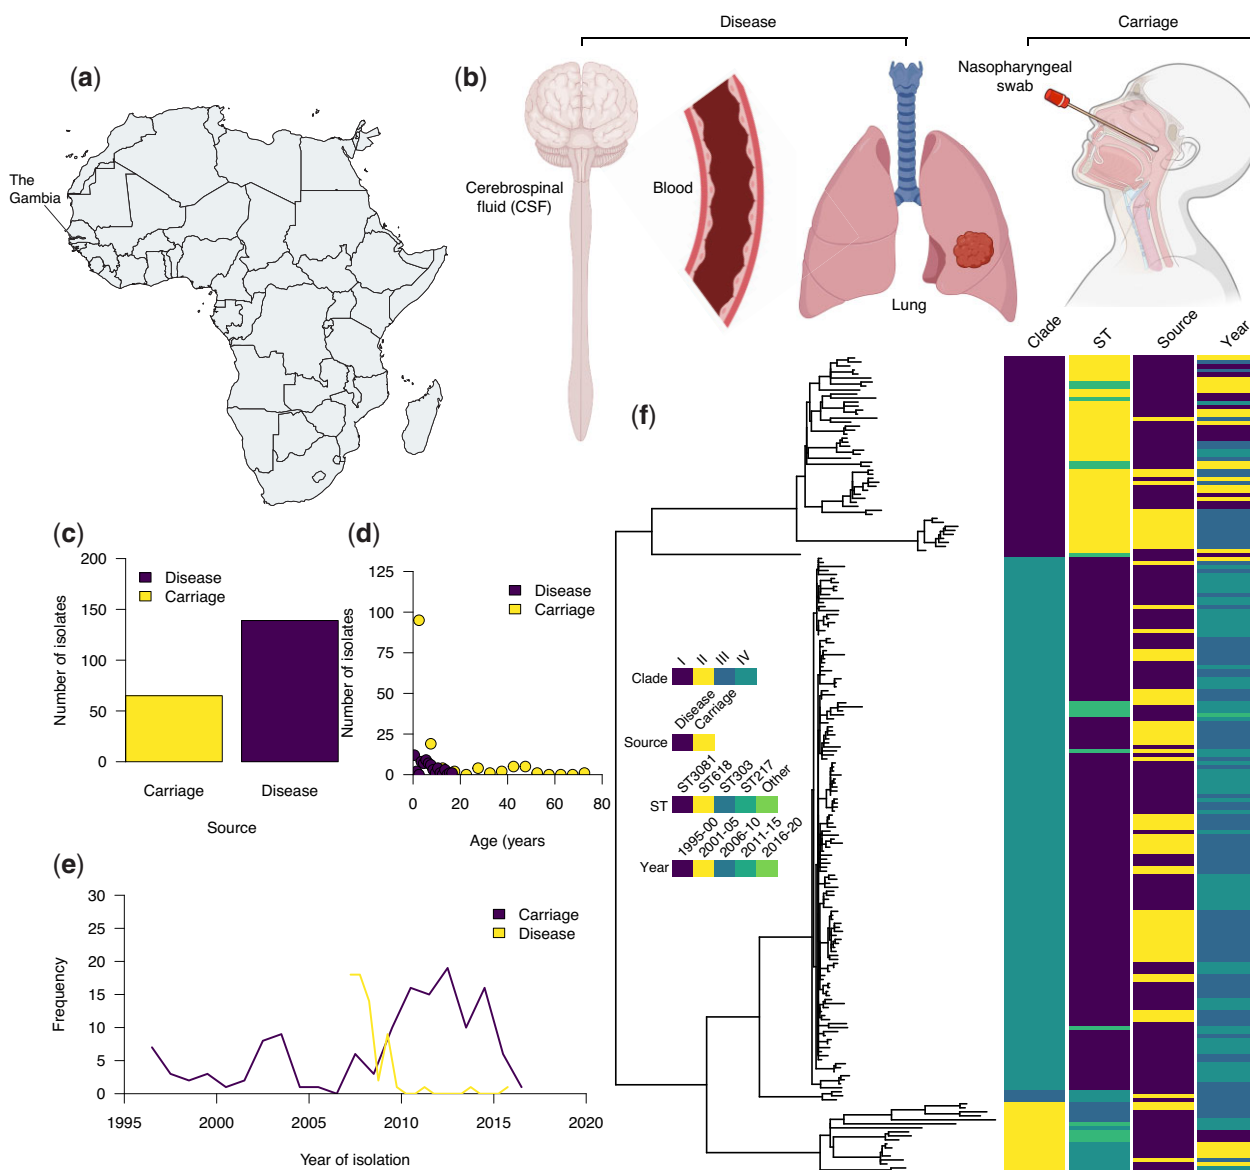 Disease
Carriage
(a)
(b)
Nasopharyngeal
swab
The
Gambia
Cerebrospinal
fluid (CSF)
Blood
Lung
(c)
200
150
100
50
0
Number of isolates
Disease
Carriage
Carriage
Disease
Source
(d)
125
100
75
50
25
0
Number of isolates
Disease
Carriage
0
20
40
60
80
Age (years
(e)
30
25
20
15
10
5
0
Frequency
Carriage
Disease
1995
2000
2005
2010
2015
2020
Year of isolation
(f)
Clade
ST
Source
Year
I
II
III
IV
Clade
Disease
Carriage
Source
ST3081
ST618
ST303
ST217
Other
ST
1995-00
2001-05
2006-10
2011-15
2016-20
Year